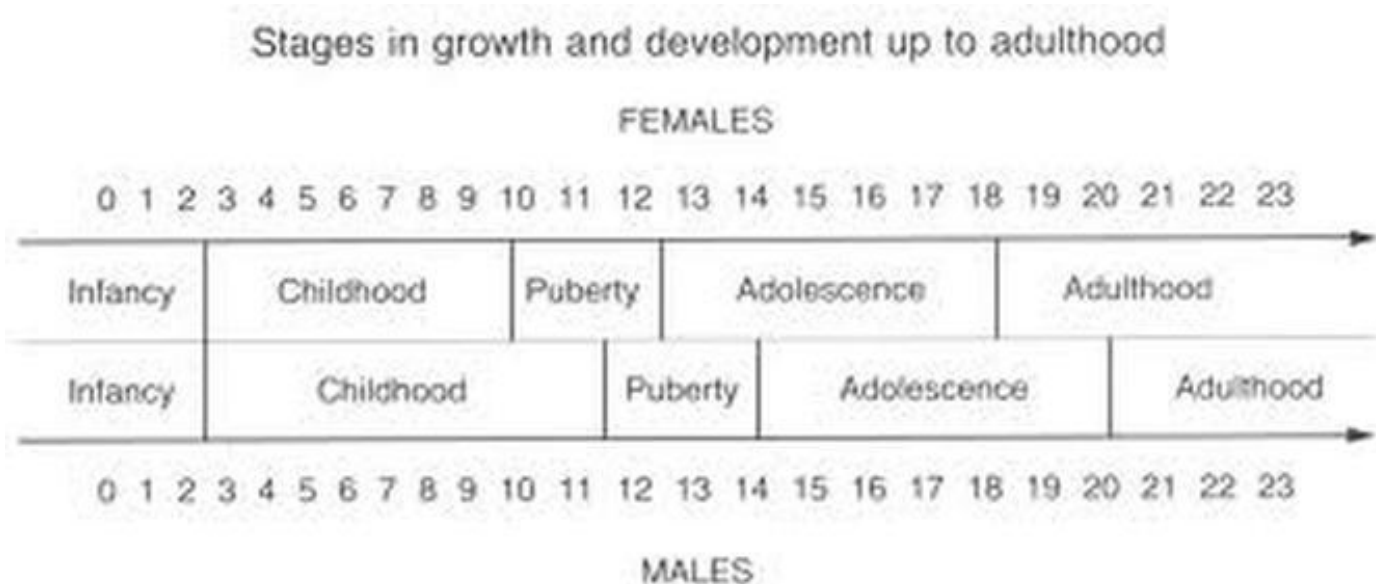 Stages in growth and development up to adulthood
FEMALES
0 1 2 3 4 5 6 7 8 9 10 11 12 13 14 15 16 17 18 19 20 21 22 23
Infancy Childhood Puberty Adolescence Adulthood
Infancy Childhood Puberty Adolescence Adulthood
0 1 2 3 4 5 6 7 8 9 10 11 12 13 14 15 16 17 18 19 20 21 22 23
MALES